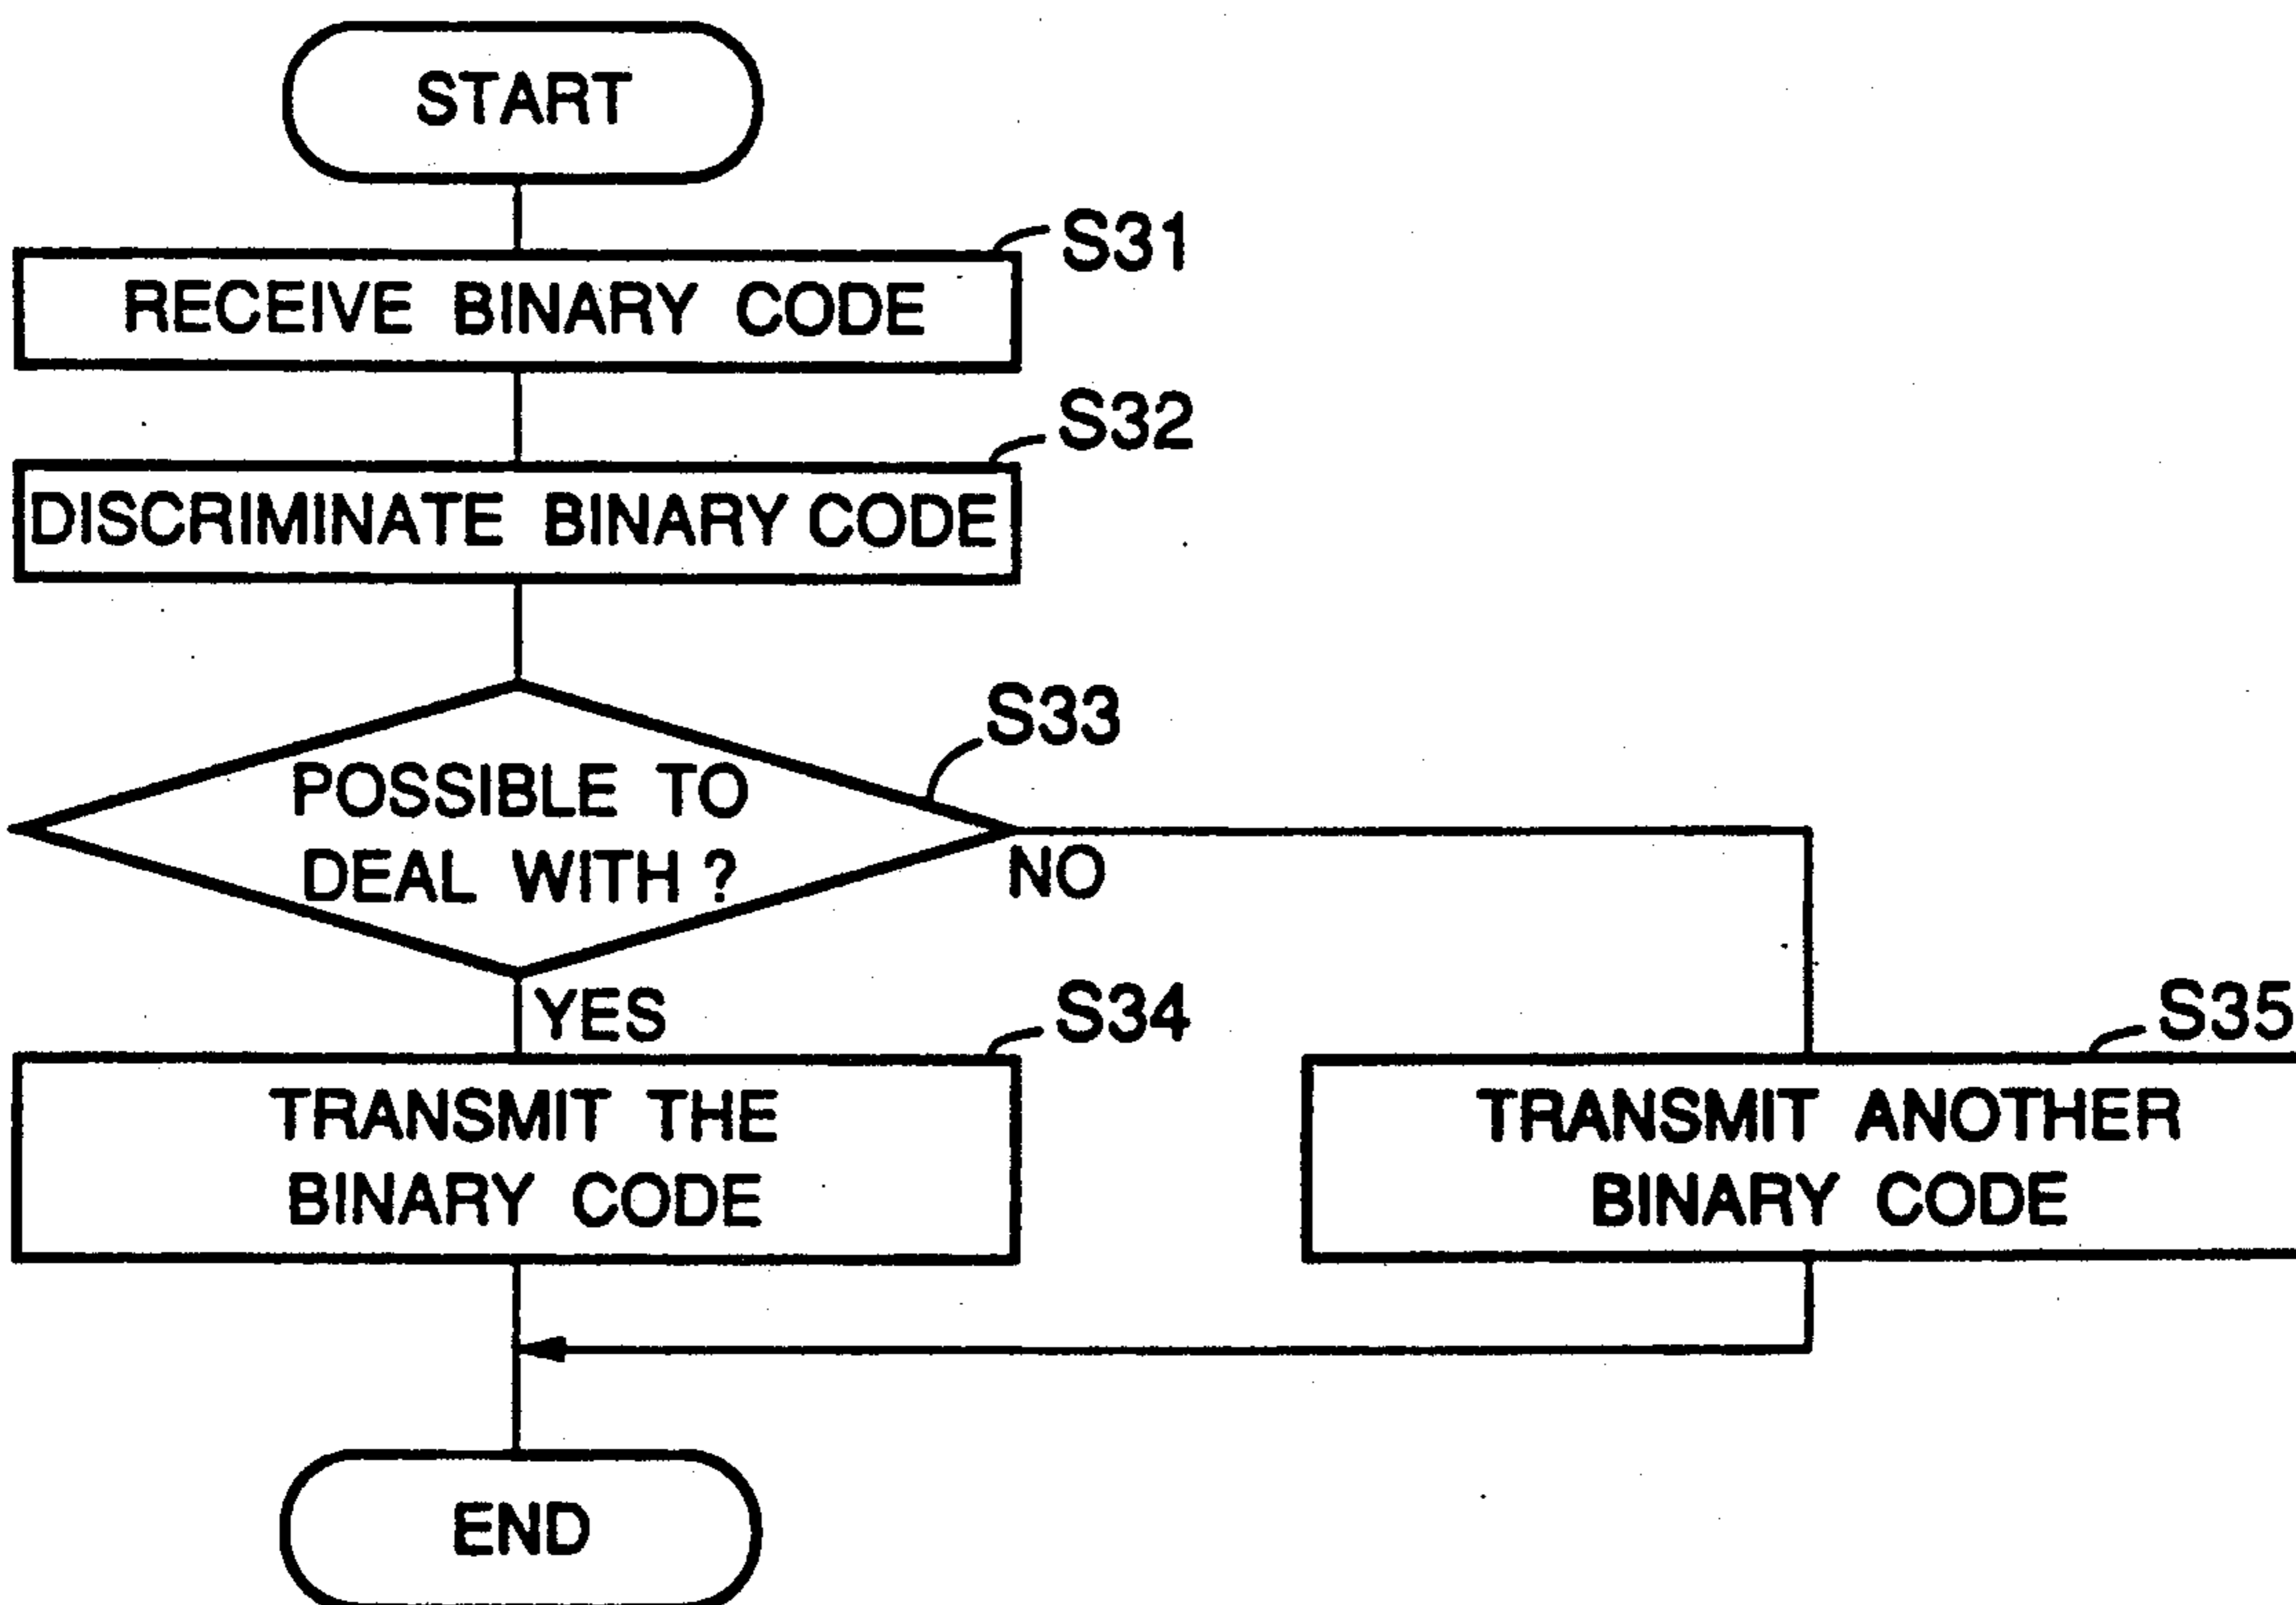 START
S31
RECEIVE BINARY CODE
S32
DISCRIMINATE BINARY CODE
S33
POSSIBLE TO
DEAL WITH ?
NO
YES
S34
TRANSMIT THE
BINARY CODE
S35
TRANSMIT ANOTHER
BINARY CODE
END